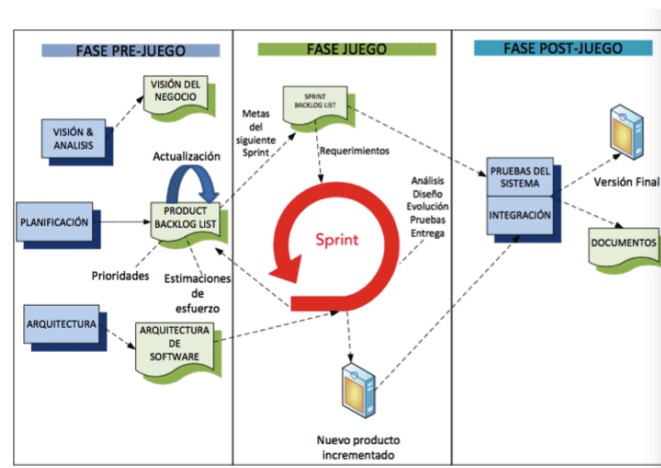 FASE PRE-JUEGO
VISIÓN DEL
NEGOCIO
VISIÓN &
ANALISIS
Actualización
PLANIFICACIÓN
PRODUCT
BACKLOG LIST
Prioridades
Estimaciones
de
esfuerzo
ARQUITECTURA
ARQUITECTURA
DE
SOFTWARE
FASE JUEGO
SPRINT
BACKLOG LIST
Metas
del
siguiente
Sprint
Requerimientos
Sprint
Análisis
Diseño
Evolución
Pruebas
Entrega
Nuevo producto
incrementado
FASE POST-JUEGO
PRUEBAS DEL
SISTEMA
INTEGRACIÓN
Versión Final
DOCUMENTOS